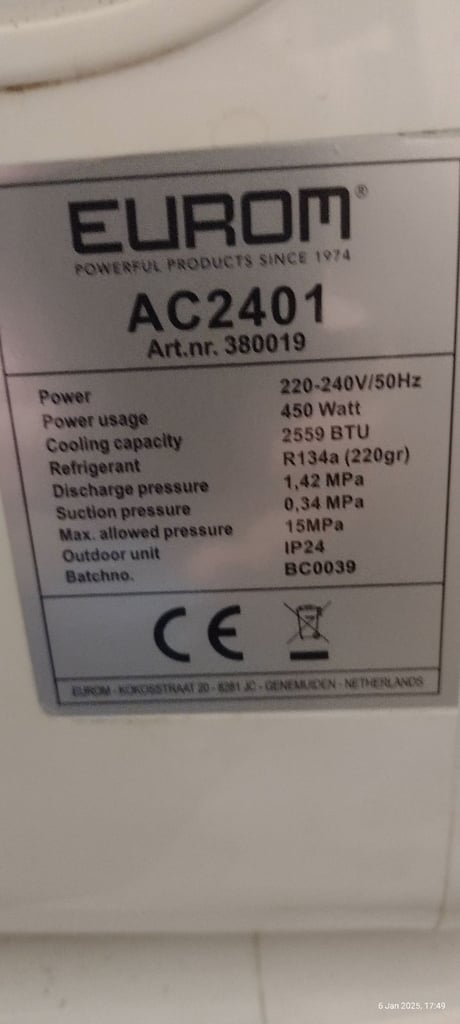 EUROM®
POWERFUL PRODUCTS SINCE 1974
AC2401
Art.nr. 380019
Power 220-240V/50Hz
Power usage 450 Watt
Cooling capacity 2559 BTU
Refrigerant R134a (220gr)
Discharge pressure 1,42 MPa
Suction pressure 0,34 MPa
Max. allowed pressure 15MPa
Outdoor unit IP24
Batchno. BC0039
CE
EUROM - KOKOSSTRAAT 20 - 8281 JC - GENEMUIDEN - NETHERLANDS
6 Jan 2025, 17:49